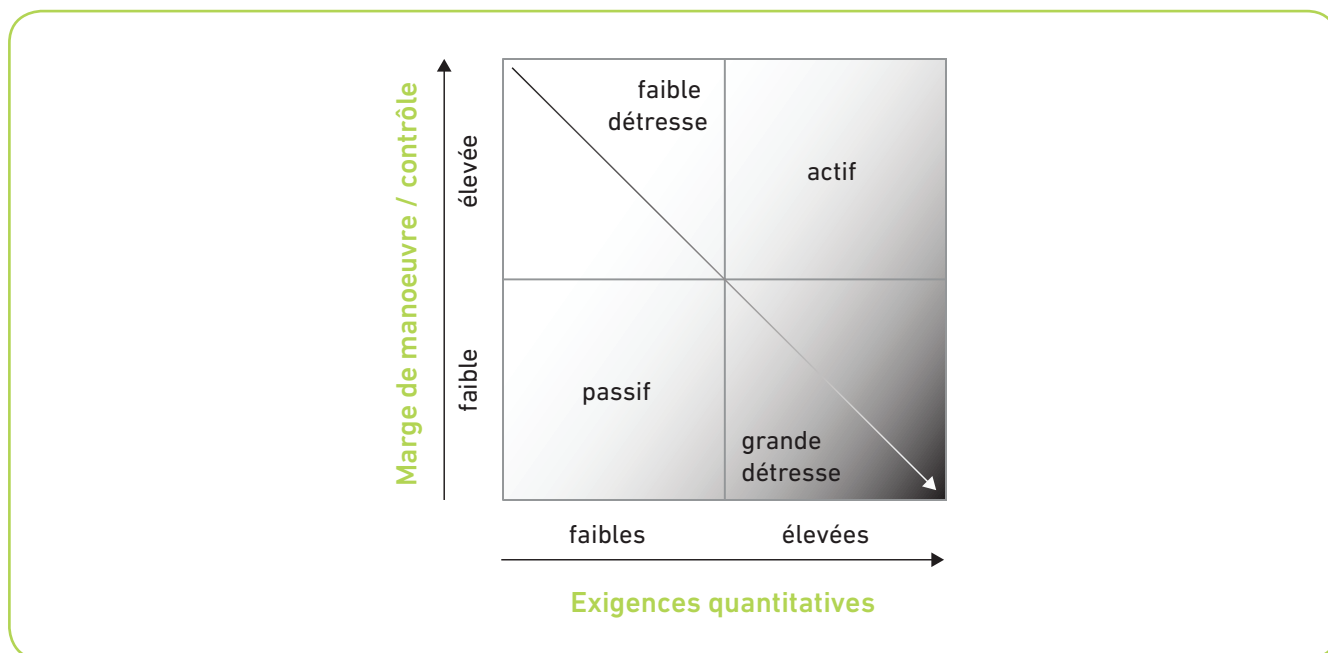 Marge de manoeuvre / contrôle
élevée
faible
faible
détresse
actif
passif
grande
détresse
faibles
élevées
Exigences quantitatives